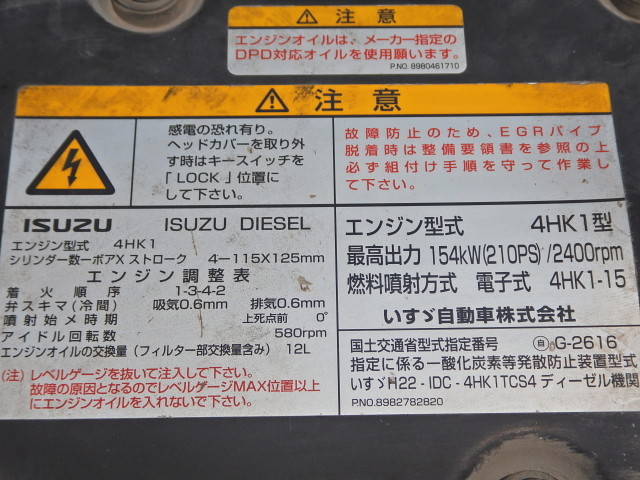 注意
エンジンオイルは、メーカー指定の
DPD対応オイルを使用願います。
P.NO. 8980461710
注意
感電の恐れ有り。
ヘッドカバーを取り外
す時はキースイッチを
「LOCK」位置に
して下さい。
故障防止のため、EGRパイプ
脱着時は整備要領書を参照の上
必ず組付け手順を守って作業し
て下さい。
ISUZU ISUZU DIESEL
エンジン型式 4HK1
シリンダー数ーボアX ストローク 4ー115X125mm
エンジン調整表
着火順序 1-3-4-2
弁スキマ(冷間) 吸気0.6mm 排気0.6mm
噴射始メ時期 上死点前 0°
アイドル回転数 580rpm
エンジンオイルの交換量(フィルター部交換量含み) 12L
(注) レベルゲージを抜いて注入して下さい。
故障の原因となるのでレベルゲージMAX位置以上
にエンジンオイルを入れないで下さい。
エンジン型式 4HK1型
最高出力 154kW(210PS)/2400rpm
燃料噴射方式 電子式 4HK1-15
いすゞ自動車株式会社
国土交通省型式指定番号 自 G-2616
指定に係る一酸化炭素等発散防止装置型式
いすゞH22 - IDC - 4HK1TCS4 ディーゼル機関
P.NO.8982782820